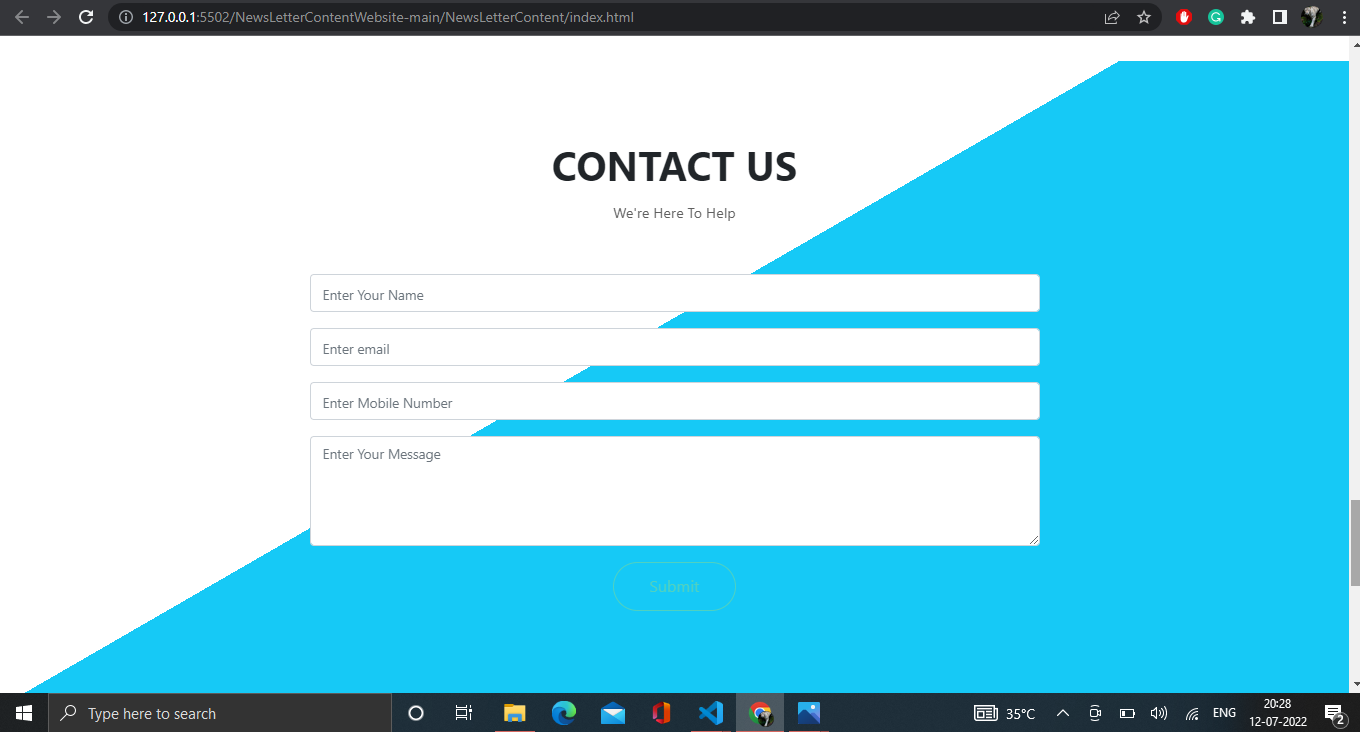 127.0.0.1:5502/NewsLetterContentWebsite-main/NewsLetterContent/index.html
CONTACT US
We're Here To Help
Enter Your Name
Enter email
Enter Mobile Number
Enter Your Message
Submit
Type here to search
35°C
ENG
20:28
12-07-2022
2